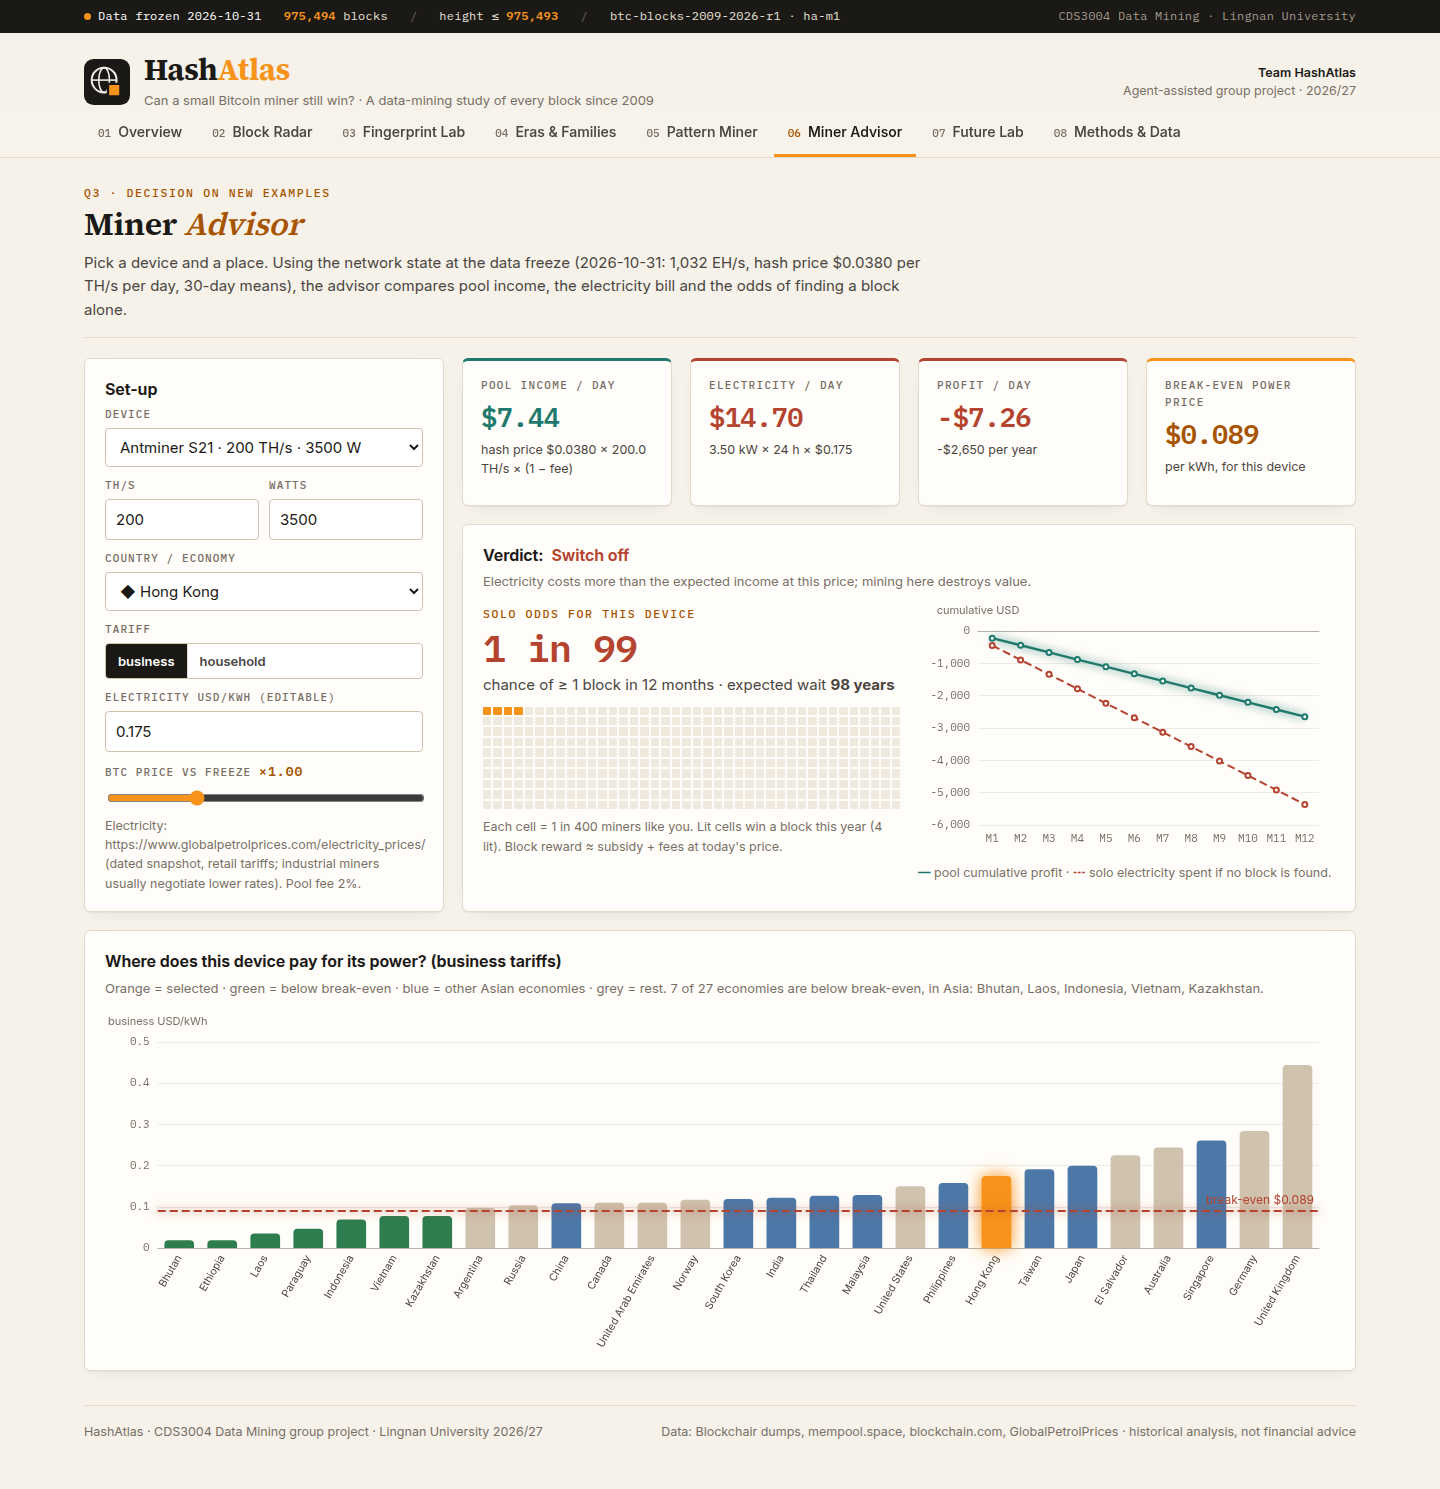 Data frozen 2026-10-31 975,494 blocks / height ≤ 975,493 / btc-blocks-2009-2026-r1 · ha-m1
CDS3004 Data Mining · Lingnan University
HashAtlas
Can a small Bitcoin miner still win? · A data-mining study of every block since 2009
Team HashAtlas
Agent-assisted group project · 2026/27
01 Overview 02 Block Radar 03 Fingerprint Lab 04 Eras & Families 05 Pattern Miner 06 Miner Advisor 07 Future Lab 08 Methods & Data
Q3 · DECISION ON NEW EXAMPLES
Miner Advisor
Pick a device and a place. Using the network state at the data freeze (2026-10-31: 1,032 EH/s, hash price $0.0380 per
TH/s per day, 30-day means), the advisor compares pool income, the electricity bill and the odds of finding a block
alone.
Set-up
DEVICE
Antminer S21 · 200 TH/s · 3500 W
TH/S WATTS
200 3500
COUNTRY / ECONOMY
◆ Hong Kong
TARIFF
business household
ELECTRICITY USD/KWH (EDITABLE)
0.175
BTC PRICE VS FREEZE ×1.00
Electricity:
https://www.globalpetrolprices.com/electricity_prices/
(dated snapshot, retail tariffs; industrial miners
usually negotiate lower rates). Pool fee 2%.
POOL INCOME / DAY
$7.44
hash price $0.0380 × 200.0
TH/s × (1 − fee)
ELECTRICITY / DAY
$14.70
3.50 kW × 24 h × $0.175
PROFIT / DAY
-$7.26
-$2,650 per year
BREAK-EVEN POWER
PRICE
$0.089
per kWh, for this device
Verdict: Switch off
Electricity costs more than the expected income at this price; mining here destroys value.
SOLO ODDS FOR THIS DEVICE
1 in 99
chance of ≥ 1 block in 12 months · expected wait 98 years
Each cell = 1 in 400 miners like you. Lit cells win a block this year (4
lit). Block reward ≈ subsidy + fees at today's price.
cumulative USD
0
-1,000
-2,000
-3,000
-4,000
-5,000
-6,000
M1 M2 M3 M4 M5 M6 M7 M8 M9 M10 M11 M12
— pool cumulative profit · --- solo electricity spent if no block is found.
Where does this device pay for its power? (business tariffs)
Orange = selected · green = below break-even · blue = other Asian economies · grey = rest. 7 of 27 economies are below break-even, in Asia: Bhutan, Laos, Indonesia, Vietnam, Kazakhstan.
business USD/kWh
0.5
0.4
0.3
0.2
0.1
0
break-even $0.089
Bhutan Ethiopia Laos Paraguay Indonesia Vietnam Kazakhstan Argentina Russia China Canada United Arab Emirates Norway South Korea India Thailand Malaysia United States Philippines Hong Kong Taiwan Japan El Salvador Australia Singapore Germany United Kingdom
HashAtlas · CDS3004 Data Mining group project · Lingnan University 2026/27
Data: Blockchair dumps, mempool.space, blockchain.com, GlobalPetrolPrices · historical analysis, not financial advice